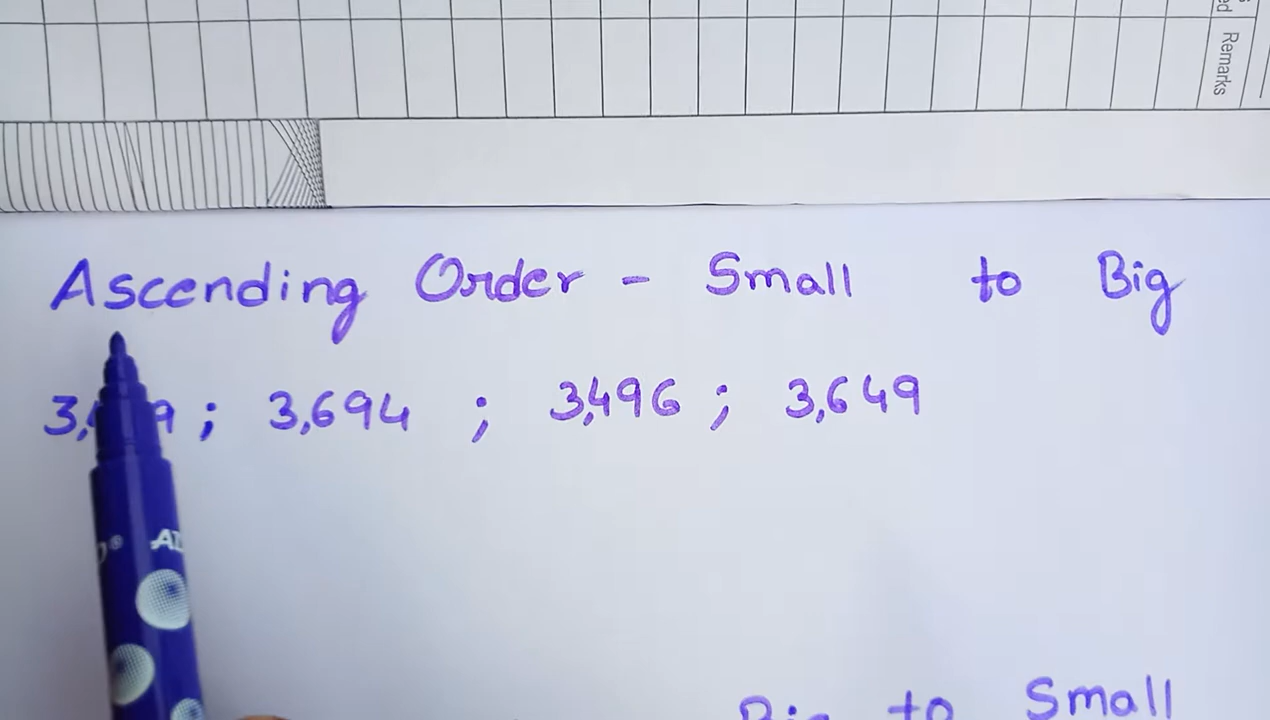 Remarks
Ascending Order - Small to Big
; 3,694 ; 3,496 ; 3,649
to Small